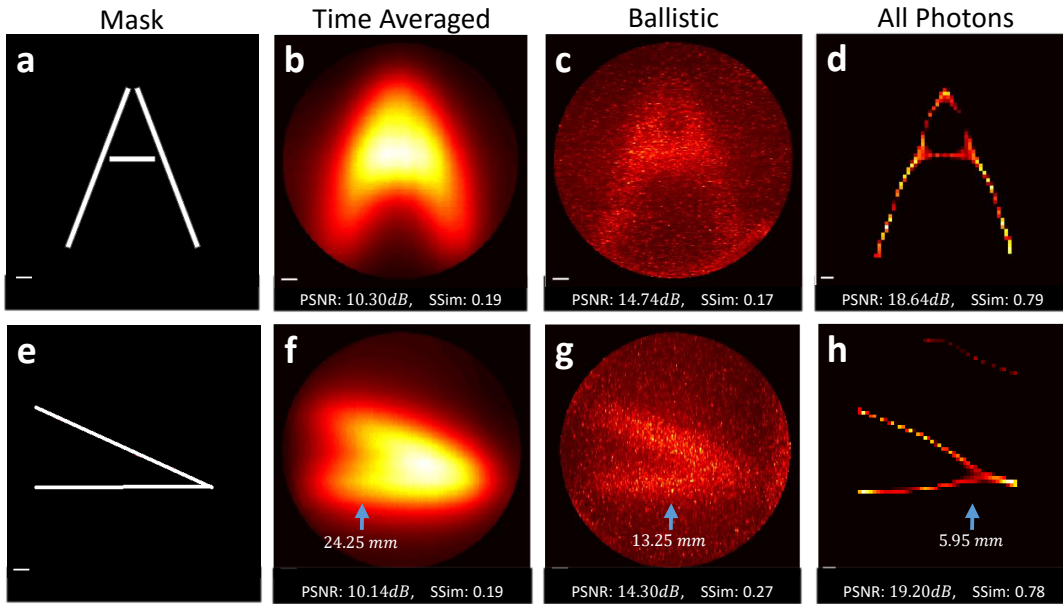 Mask
Time Averaged
Ballistic
All Photons
a
b
c
d
PSNR: 10.30dB, SSim: 0.19
PSNR: 14.74dB, SSim: 0.17
PSNR: 18.64dB, SSim: 0.79
e
f
g
h
24.25 mm
13.25 mm
5.95 mm
PSNR: 10.14dB, SSim: 0.19
PSNR: 14.30dB, SSim: 0.27
PSNR: 19.20dB, SSim: 0.78